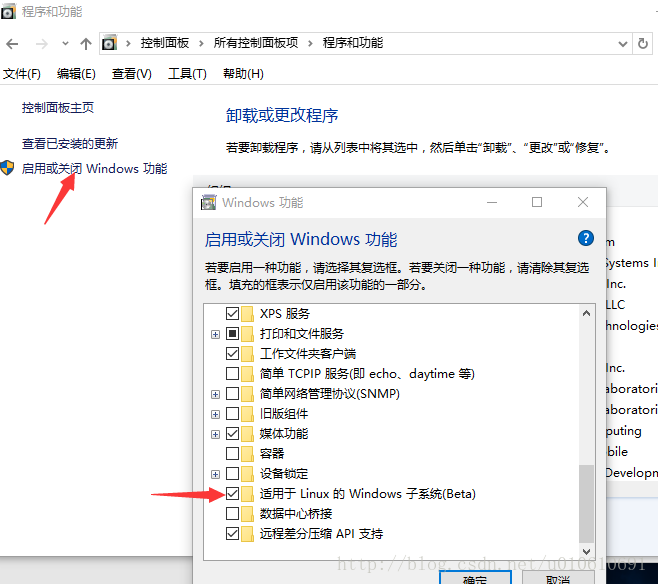 程序和功能
控制面板 › 所有控制面板项 › 程序和功能
文件(F) 编辑(E) 查看(V) 工具(T) 帮助(H)
控制面板主页
查看已安装的更新
启用或关闭 Windows 功能
卸载或更改程序
若要卸载程序，请从列表中将其选中，然后单击“卸载”、“更改”或“修复”。
Windows 功能
启用或关闭 Windows 功能
若要启用一种功能，请选择其复选框。若要关闭一种功能，请清除其复选
框。填充的框表示仅启用该功能的一部分。
XPS 服务
打印和文件服务
工作文件夹客户端
简单 TCPIP 服务(即 echo、daytime 等)
简单网络管理协议(SNMP)
旧版组件
媒体功能
容器
设备锁定
适用于 Linux 的 Windows 子系统(Beta)
数据中心桥接
远程差分压缩 API 支持
确定 取消
m
Systems I
Inc.
LLC
hnologies
Inc.
aboratori
aboratori
puting
bile
Developm
http://blog.csdn.net/u010610691